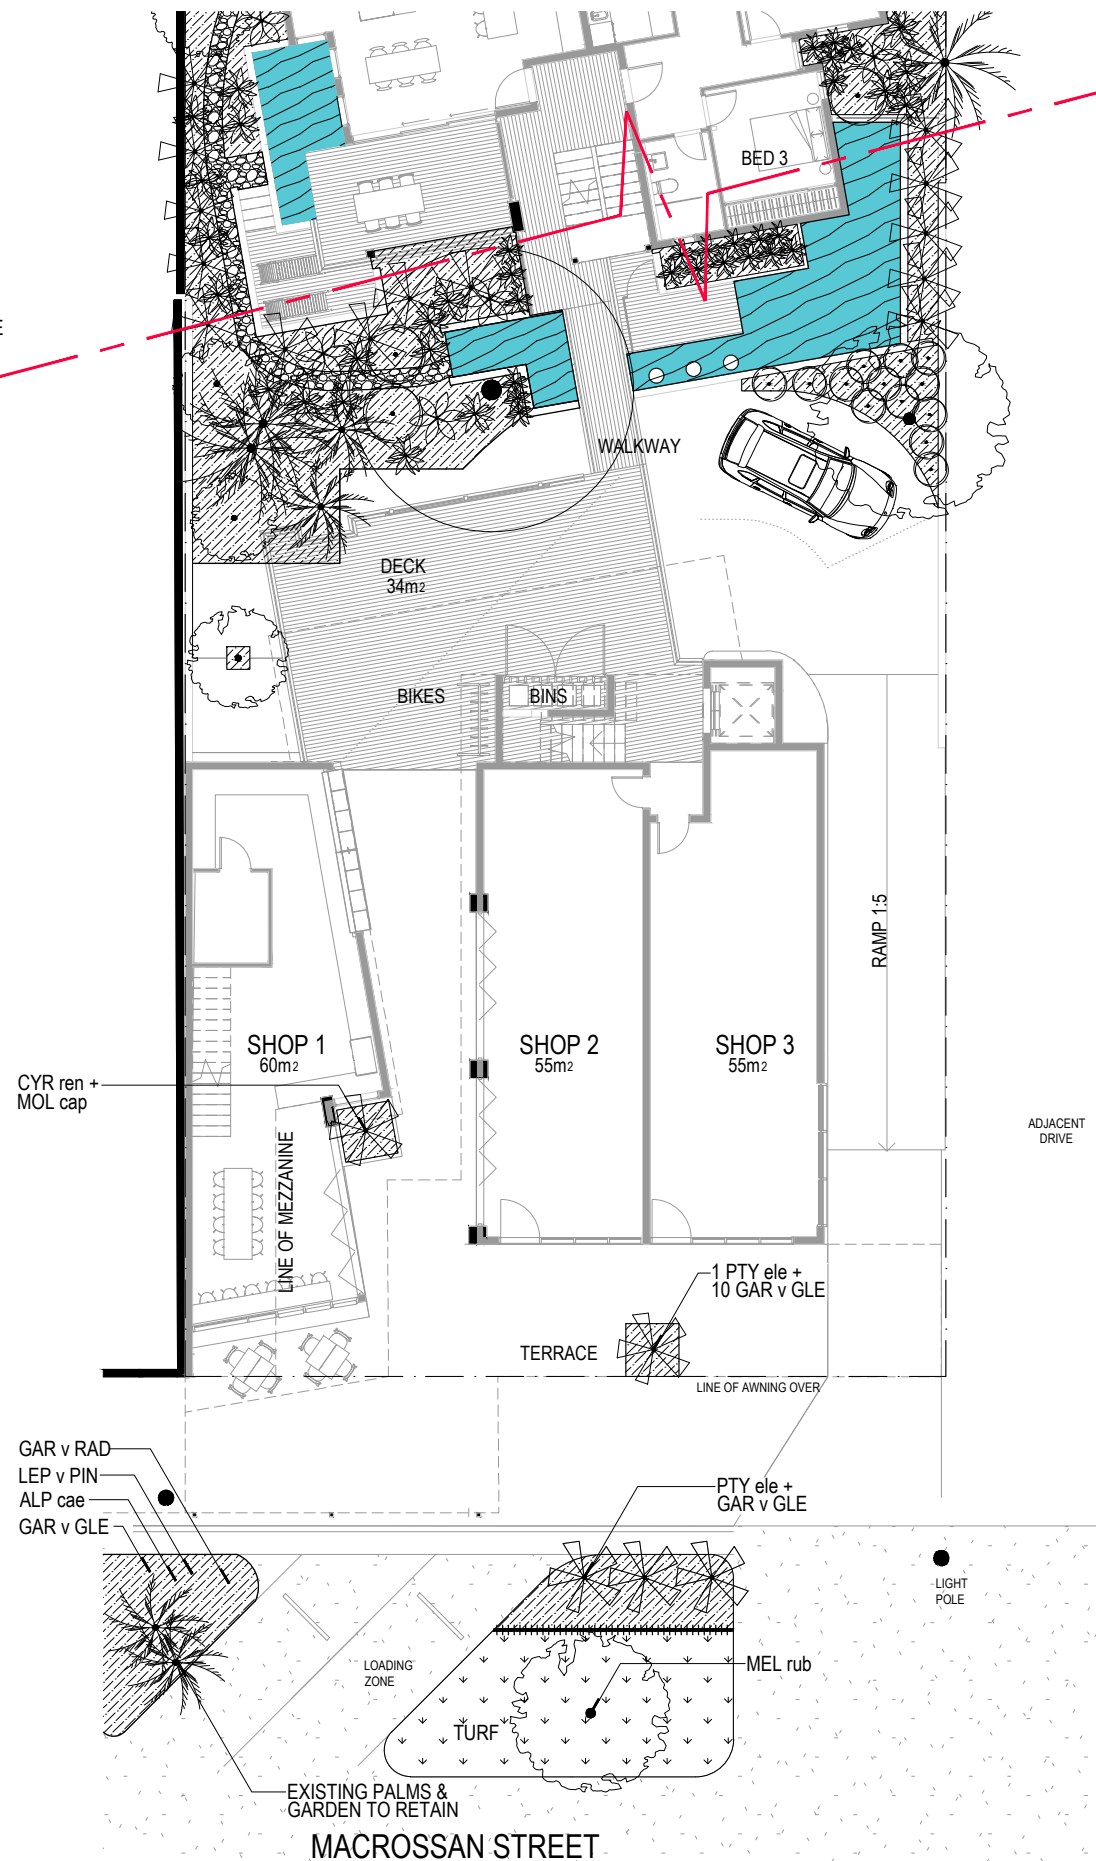 BED 3
E
WALKWAY
DECK
34m2
BIKES
BINS
RAMP 1:5
SHOP 1
60m2
SHOP 2
55m2
SHOP 3
55m2
CYR ren +
MOL cap
ADJACENT
DRIVE
LINE OF MEZZANINE
1 PTY ele +
10 GAR v GLE
TERRACE
LINE OF AWNING OVER
GAR v RAD
LEP v PIN
ALP cae
GAR v GLE
PTY ele +
GAR v GLE
LIGHT
POLE
LOADING
ZONE
MEL rub
TURF
EXISTING PALMS &
GARDEN TO RETAIN
MACROSSAN STREET